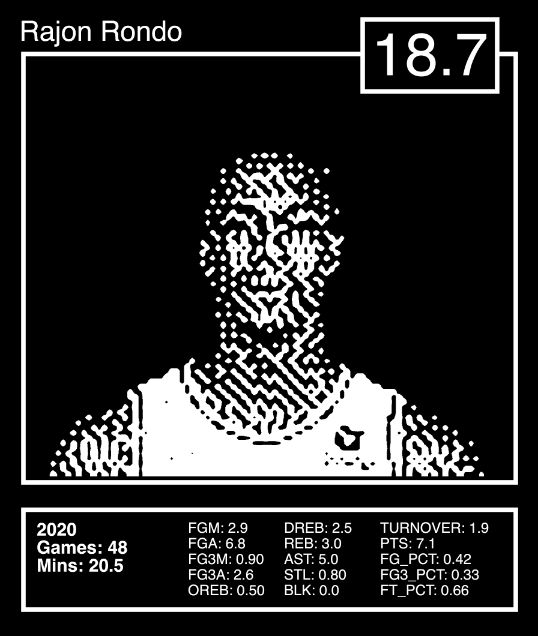 Rajon Rondo
18.7
2020
Games: 48
Mins: 20.5
FGM: 2.9
FGA: 6.8
FG3M: 0.90
FG3A: 2.6
OREB: 0.50
DREB: 2.5
REB: 3.0
AST: 5.0
STL: 0.80
BLK: 0.0
TURNOVER: 1.9
PTS: 7.1
FG_PCT: 0.42
FG3_PCT: 0.33
FT_PCT: 0.66